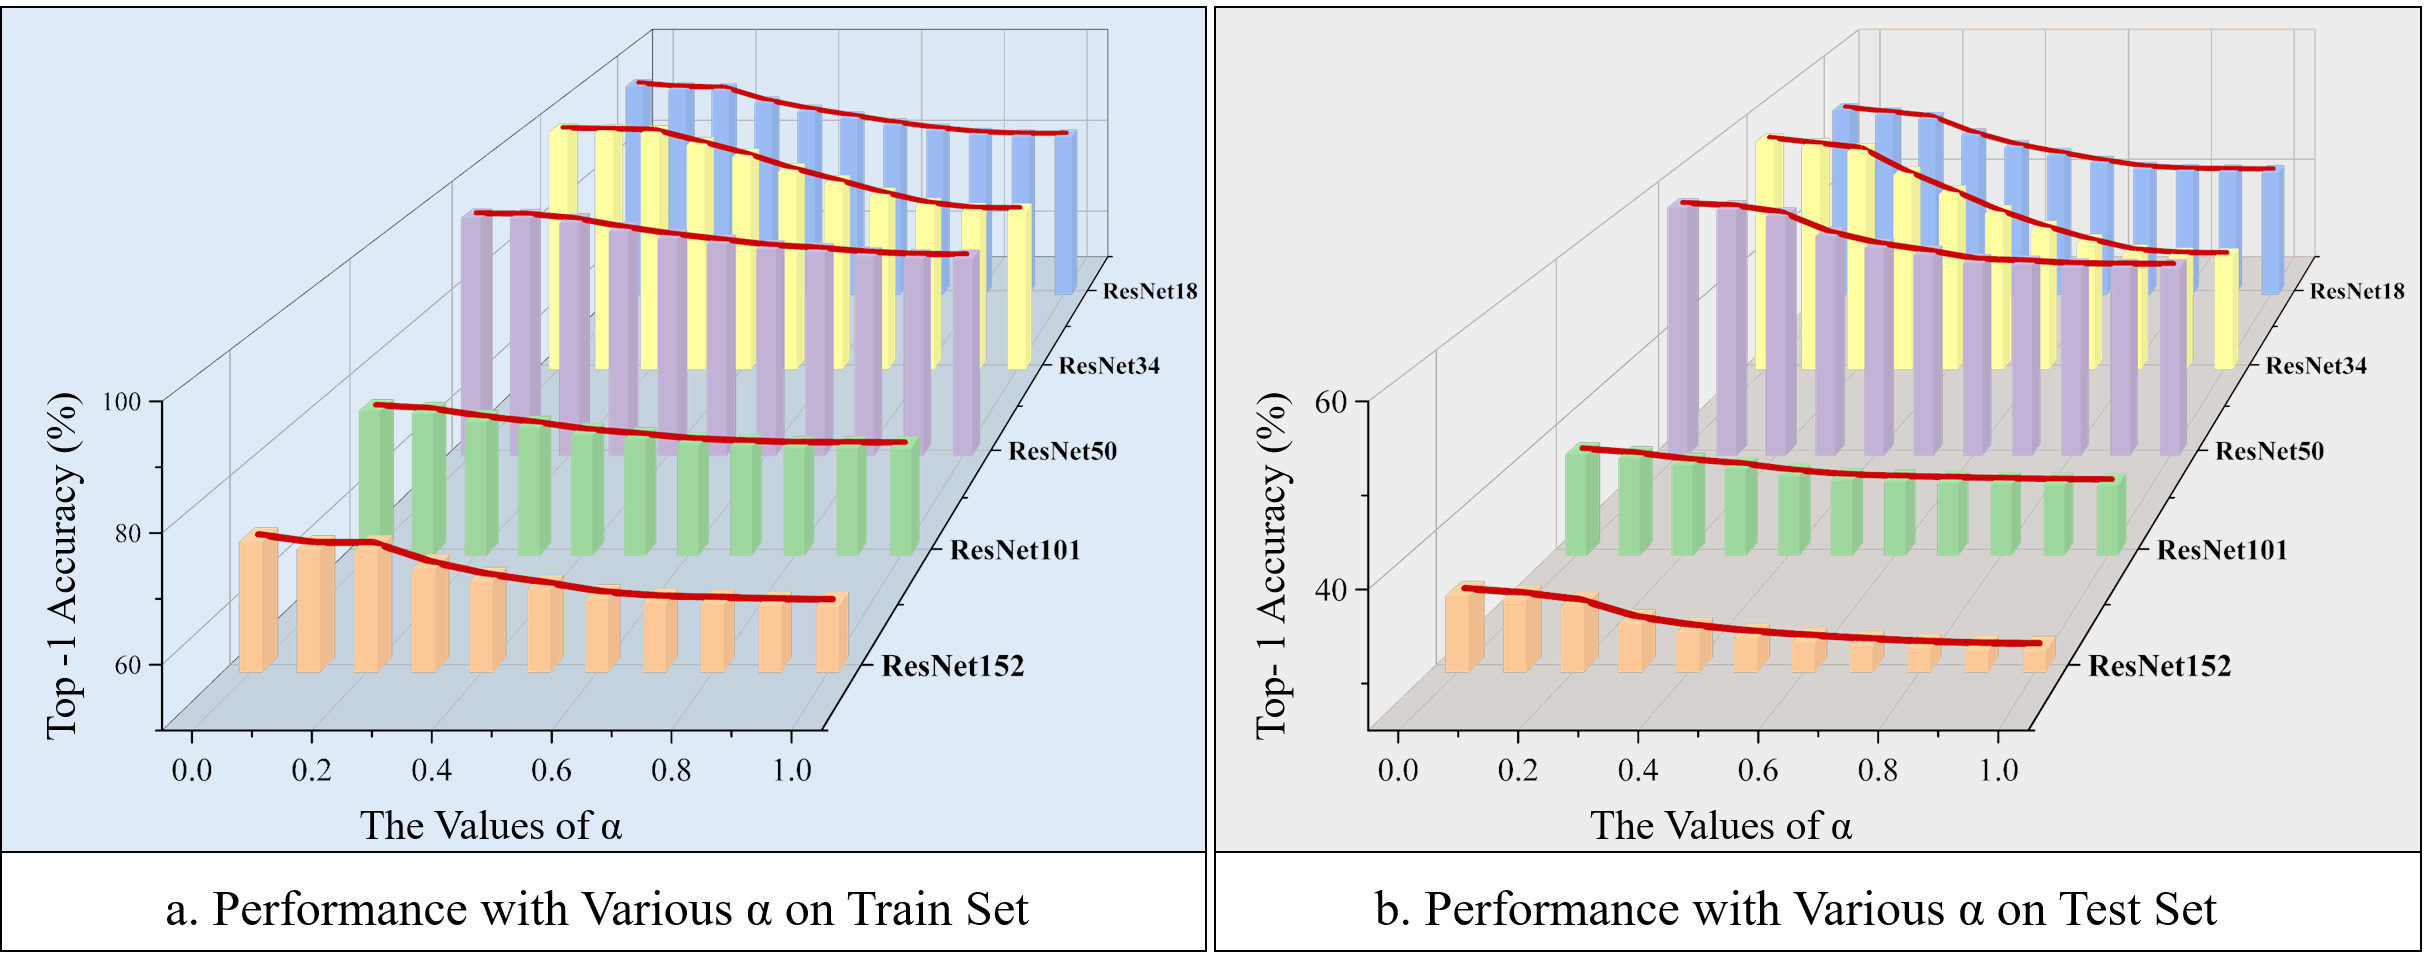 100
80
60
Top -1 Accuracy (%)
0.0 0.2 0.4 0.6 0.8 1.0
The Values of α
ResNet18
ResNet34
ResNet50
ResNet101
ResNet152
a. Performance with Various α on Train Set
60
40
Top- 1 Accuracy (%)
0.0 0.2 0.4 0.6 0.8 1.0
The Values of α
ResNet18
ResNet34
ResNet50
ResNet101
ResNet152
b. Performance with Various α on Test Set